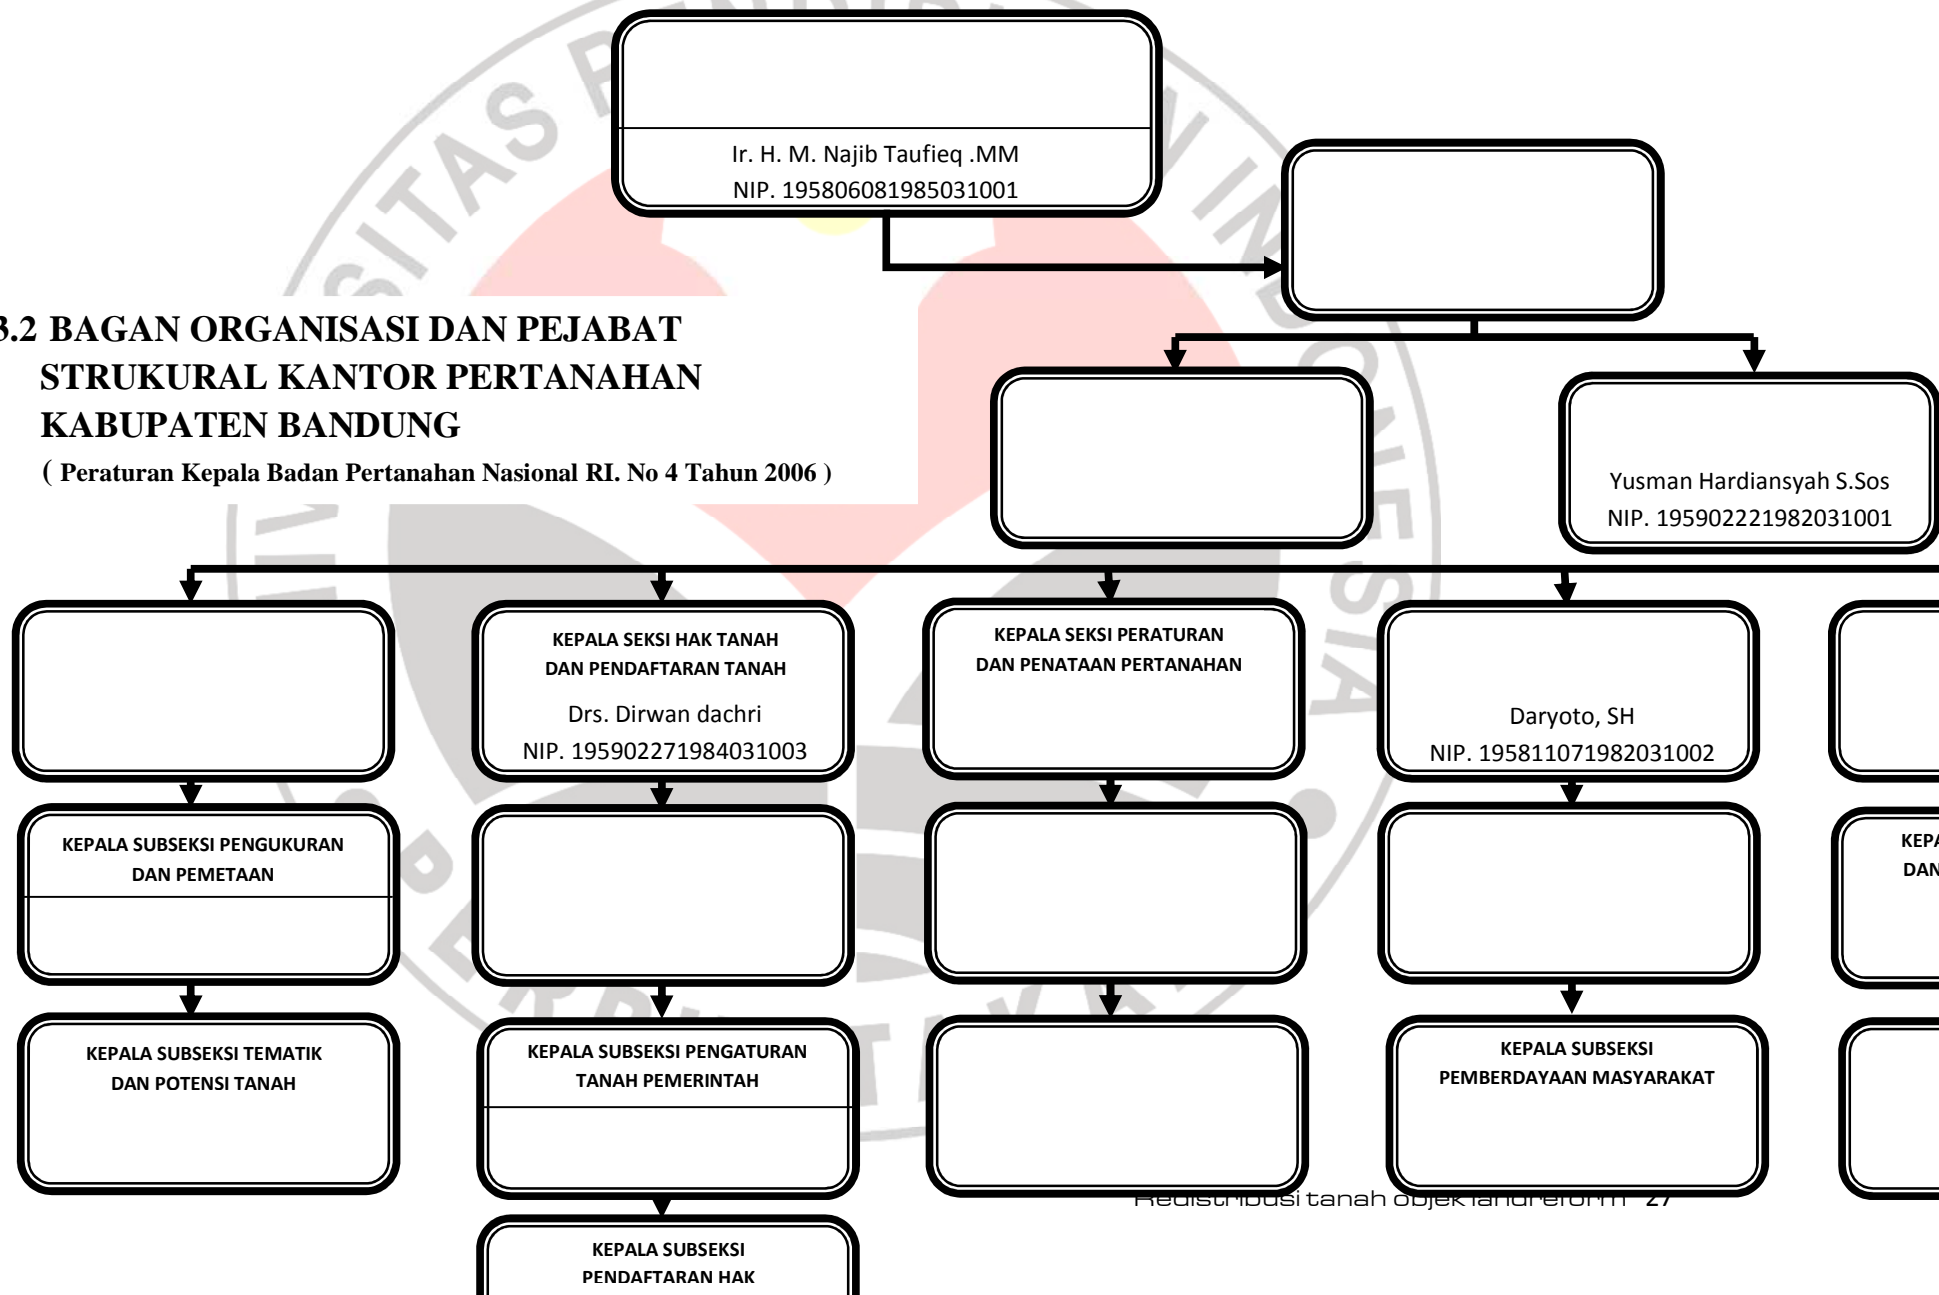 Ir. H. M. Najib Taufieq .MM
NIP. 195806081985031001
3.2 BAGAN ORGANISASI DAN PEJABAT
STRUKURAL KANTOR PERTANAHAN
KABUPATEN BANDUNG
( Peraturan Kepala Badan Pertanahan Nasional RI. No 4 Tahun 2006 )
Yusman Hardiansyah S.Sos
NIP. 195902221982031001
KEPALA SEKSI HAK TANAH
DAN PENDAFTARAN TANAH
Drs. Dirwan dachri
NIP. 195902271984031003
KEPALA SEKSI PERATURAN
DAN PENATAAN PERTANAHAN
Daryoto, SH
NIP. 195811071982031002
KEPALA SUBSEKSI PENGUKURAN
DAN PEMETAAN
KEPA
DAN
KEPALA SUBSEKSI TEMATIK
DAN POTENSI TANAH
KEPALA SUBSEKSI PENGATURAN
TANAH PEMERINTAH
KEPALA SUBSEKSI
PEMBERDAYAAN MASYARAKAT
Redistribusi tanah objek landreform 27
KEPALA SUBSEKSI
PENDAFTARAN HAK